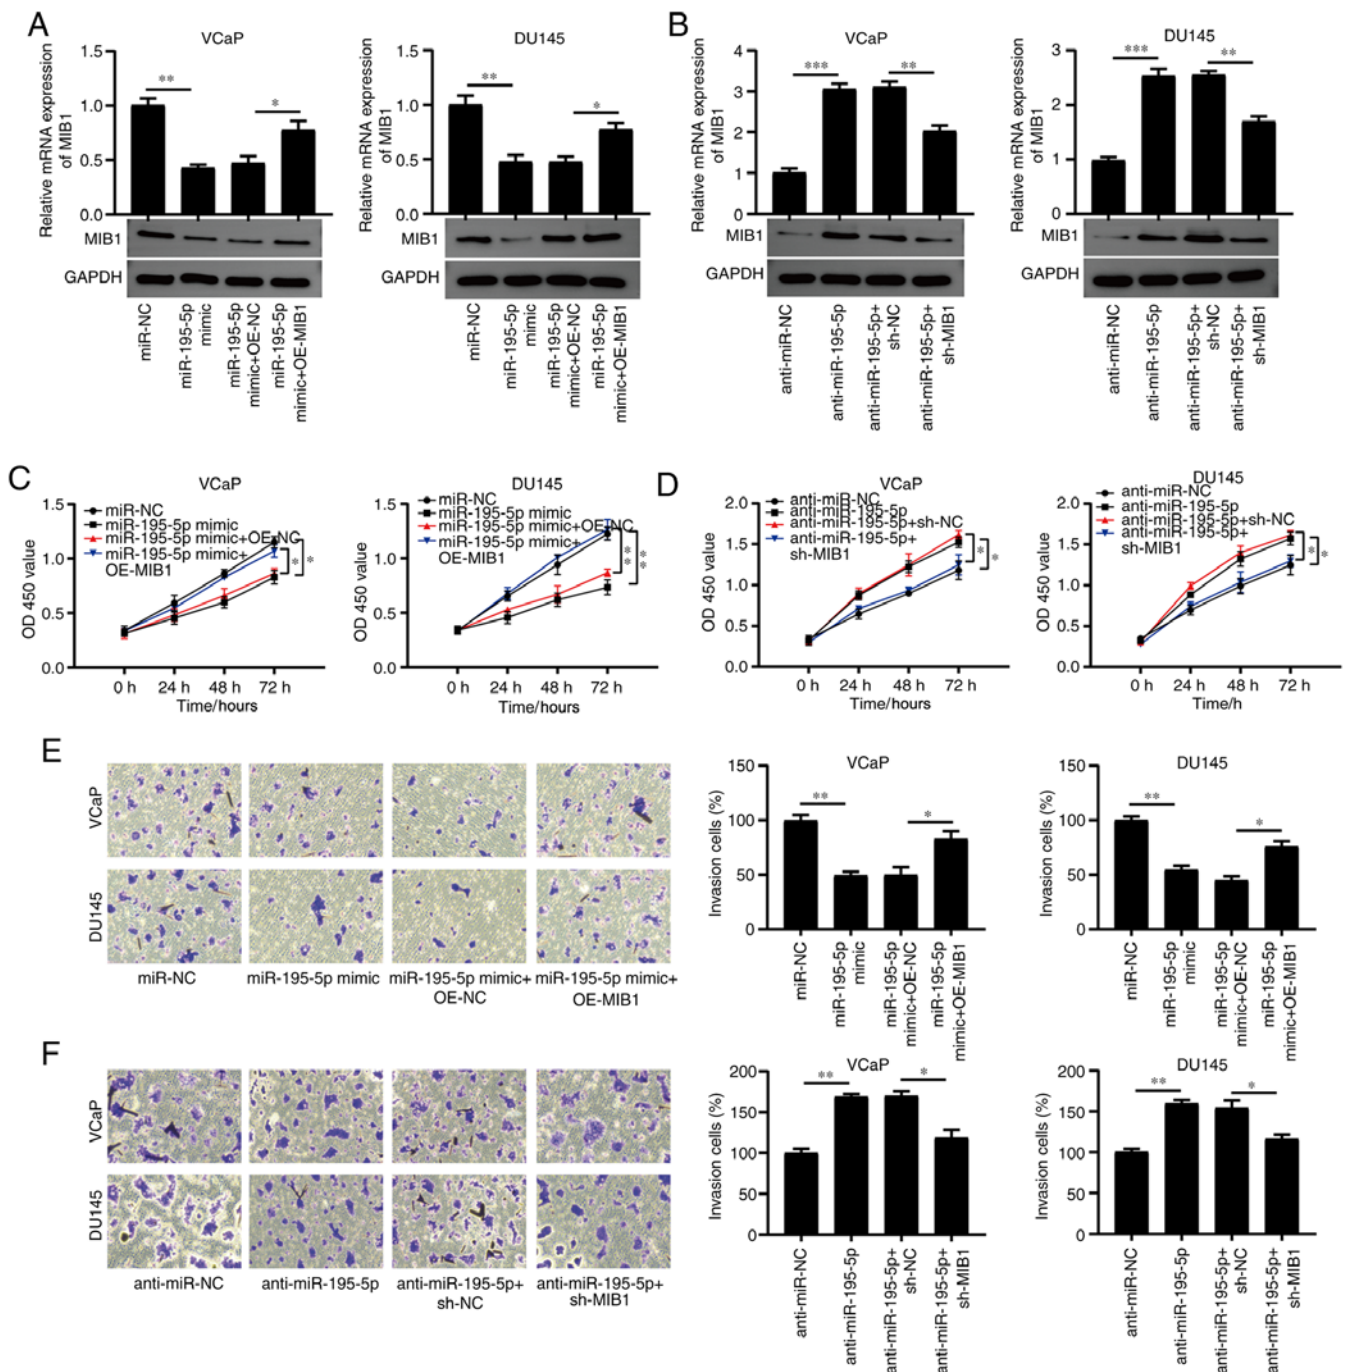 A
VCaP
Relative mRNA expression
of MIB1
1.5
1.0
0.5
0.0
**
*
MIB1
GAPDH
miR-NC
miR-195-5p
mimic
miR-195-5p
mimic+OE-NC
miR-195-5p
mimic+OE-MIB1
DU145
Relative mRNA expression
of MIB1
1.5
1.0
0.5
0.0
**
*
MIB1
GAPDH
miR-NC
miR-195-5p
mimic
miR-195-5p
mimic+OE-NC
miR-195-5p
mimic+OE-MIB1
B
VCaP
Relative mRNA expression
of MIB1
4
3
2
1
0
***
**
MIB1
GAPDH
anti-miR-NC
anti-miR-195-5p
anti-miR-195-5p+
sh-NC
anti-miR-195-5p+
sh-MIB1
DU145
Relative mRNA expression
of MIB1
3
2
1
0
***
**
MIB1
GAPDH
anti-miR-NC
anti-miR-195-5p
anti-miR-195-5p+
sh-NC
anti-miR-195-5p+
sh-MIB1
C
VCaP
OD 450 value
1.5
1.0
0.5
0.0
miR-NC
miR-195-5p mimic
miR-195-5p mimic+OE-NC
miR-195-5p mimic+
OE-MIB1
*
*
0 h
24 h
48 h
72 h
Time/hours
DU145
OD 450 value
1.5
1.0
0.5
0.0
miR-NC
miR-195-5p mimic
miR-195-5p mimic+OE-NC
miR-195-5p mimic+
OE-MIB1
**
**
0 h
24 h
48 h
72 h
Time/hours
D
VCaP
OD 450 value
2.0
1.5
1.0
0.5
0.0
anti-miR-NC
anti-miR-195-5p
anti-miR-195-5p+sh-NC
anti-miR-195-5p+
sh-MIB1
*
*
0 h
24 h
48 h
72 h
Time/hours
DU145
OD 450 value
2.0
1.5
1.0
0.5
0.0
anti-miR-NC
anti-miR-195-5p
anti-miR-195-5p+sh-NC
anti-miR-195-5p+
sh-MIB1
*
*
0 h
24 h
48 h
72 h
Time/h
E
VCaP
DU145
miR-NC
miR-195-5p mimic
miR-195-5p mimic+
OE-NC
miR-195-5p mimic+
OE-MIB1
VCaP
Invasion cells (%)
150
100
50
0
**
*
miR-NC
miR-195-5p
mimic
miR-195-5p
mimic+OE-NC
miR-195-5p
mimic+OE-MIB1
DU145
Invasion cells (%)
150
100
50
0
**
*
miR-NC
miR-195-5p
mimic
miR-195-5p
mimic+OE-NC
miR-195-5p
mimic+OE-MIB1
F
VCaP
DU145
anti-miR-NC
anti-miR-195-5p
anti-miR-195-5p+
sh-NC
anti-miR-195-5p+
sh-MIB1
VCaP
Invasion cells (%)
200
150
100
50
0
**
*
anti-miR-NC
anti-miR-195-5p
anti-miR-195-5p+
sh-NC
anti-miR-195-5p+
sh-MIB1
DU145
Invasion cells (%)
200
150
100
50
0
**
*
anti-miR-NC
anti-miR-195-5p
anti-miR-195-5p+
sh-NC
anti-miR-195-5p+
sh-MIB1